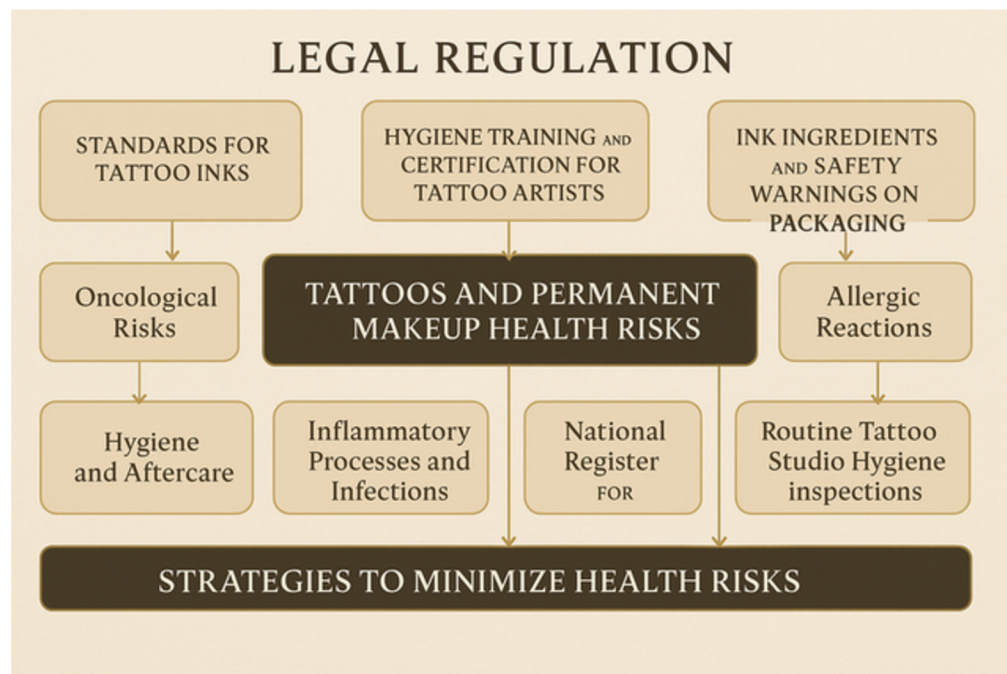 LEGAL REGULATION
STANDARDS FOR
TATTOO INKS
HYGIENE TRAINING AND
CERTIFICATION FOR
TATTOO ARTISTS
INK INGREDIENTS
AND SAFETY
WARNINGS ON
PACKAGING
Oncological
Risks
TATTOOS AND PERMANENT
MAKEUP HEALTH RISKS
Allergic
Reactions
Hygiene
and Aftercare
Inflammatory
Processes and
Infections
National
Register
FOR
Routine Tattoo
Studio Hygiene
inspections
STRATEGIES TO MINIMIZE HEALTH RISKS